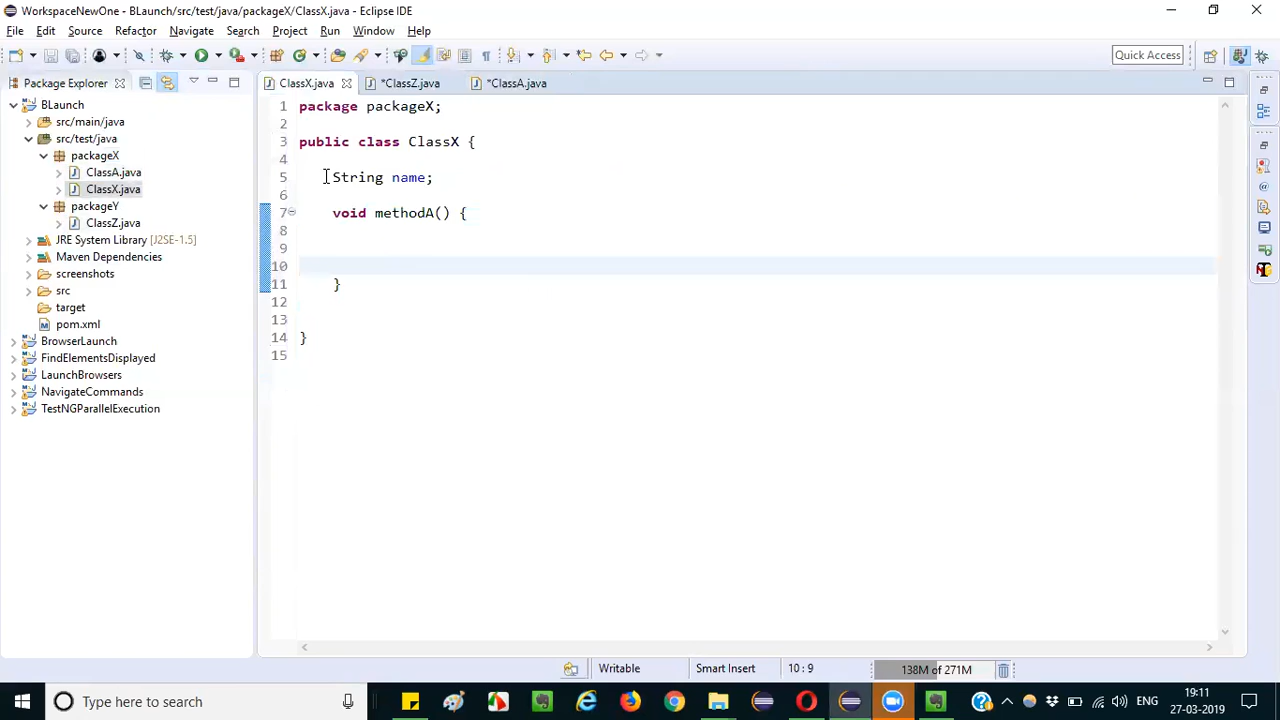 WorkspaceNewOne - BLaunch/src/test/java/packageX/ClassX.java - Eclipse IDE
File Edit Source Refactor Navigate Search Project Run Window Help
Quick Access
Package Explorer
ClassX.java
*ClassZ.java
*ClassA.java
BLaunch
src/main/java
src/test/java
packageX
ClassA.java
ClassX.java
packageY
ClassZ.java
JRE System Library [J2SE-1.5]
Maven Dependencies
screenshots
src
target
pom.xml
BrowserLaunch
FindElementsDisplayed
LaunchBrowsers
NavigateCommands
TestNGParallelExecution
1 package packageX;
2
3 public class ClassX {
4
5 String name;
6
7 void methodA() {
8
9
10
11 }
12
13
14 }
15
Writable Smart Insert 10 : 9 138M of 271M
Type here to search
ENG
19:11
27-03-2019